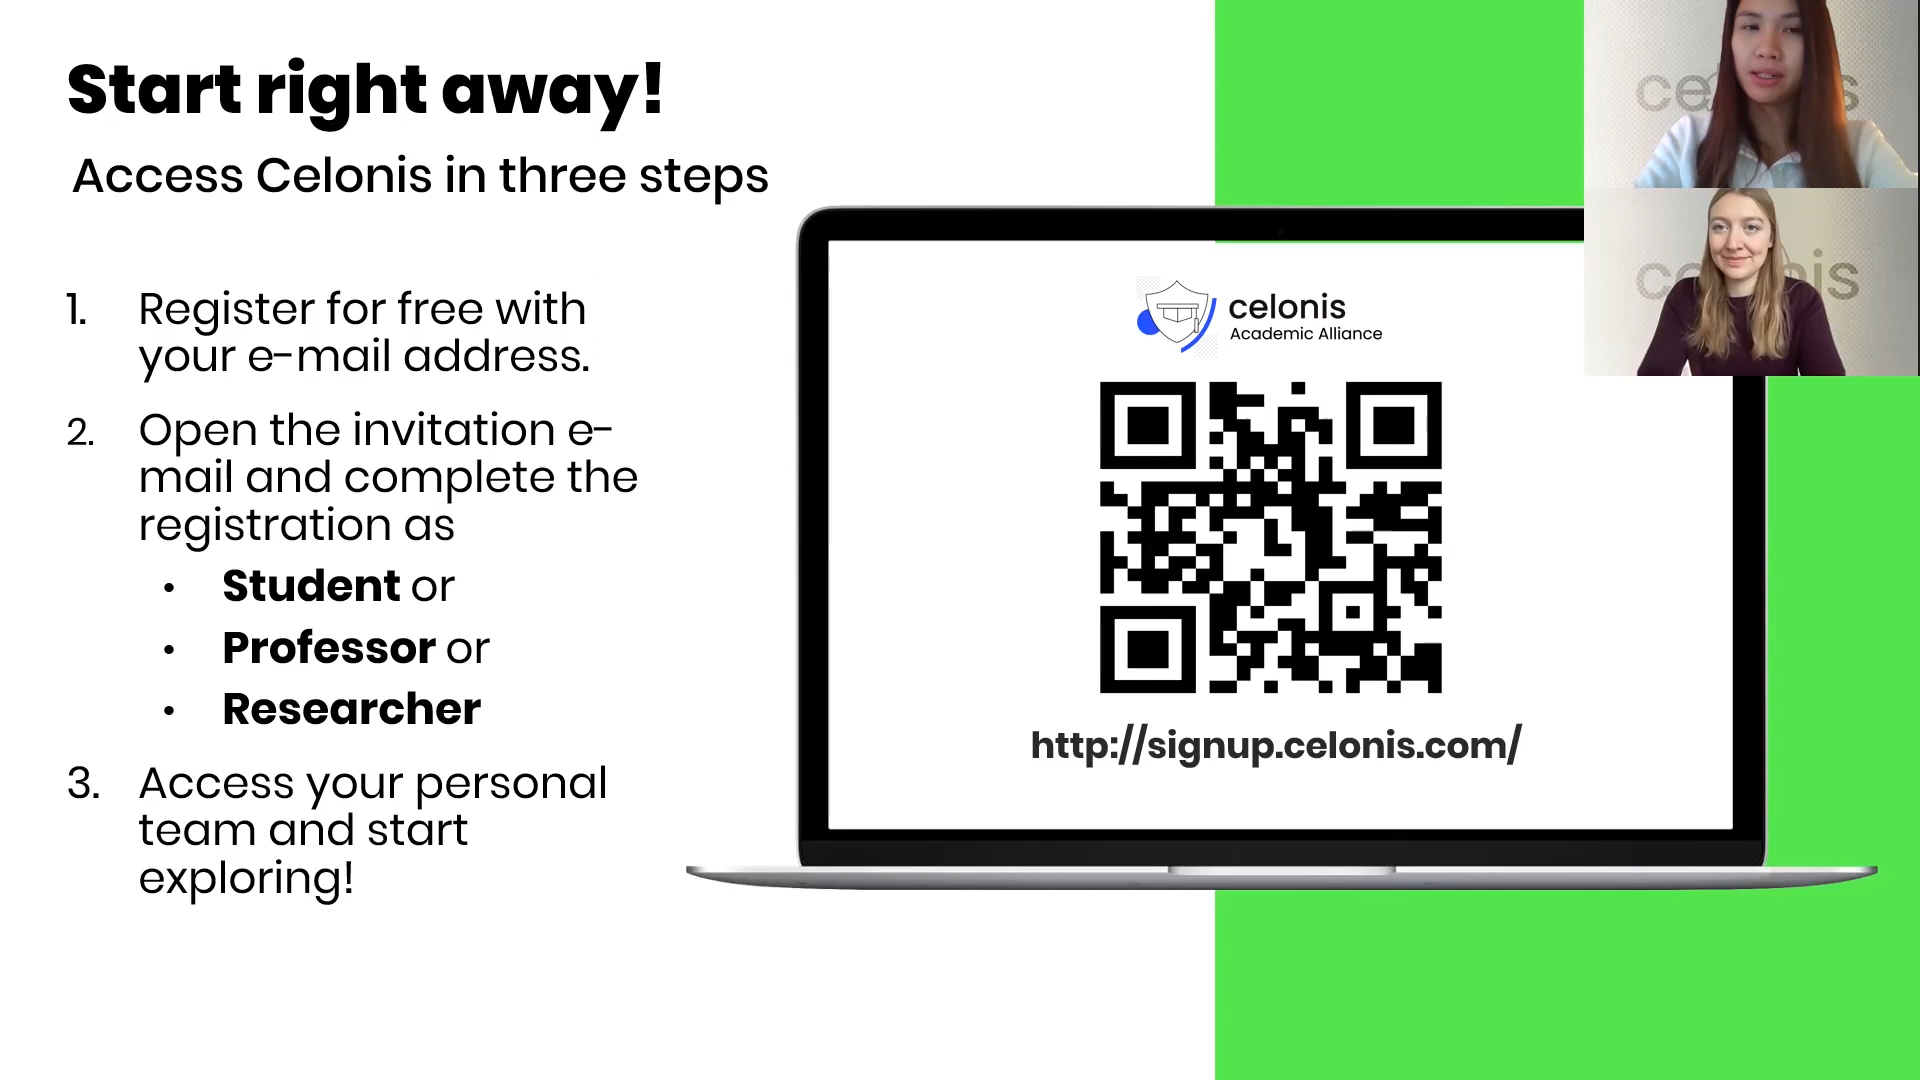 Start right away!
Access Celonis in three steps
1. Register for free with
your e-mail address.
2. Open the invitation e-
mail and complete the
registration as
• Student or
• Professor or
• Researcher
3. Access your personal
team and start
exploring!
celonis
Academic Alliance
http://signup.celonis.com/